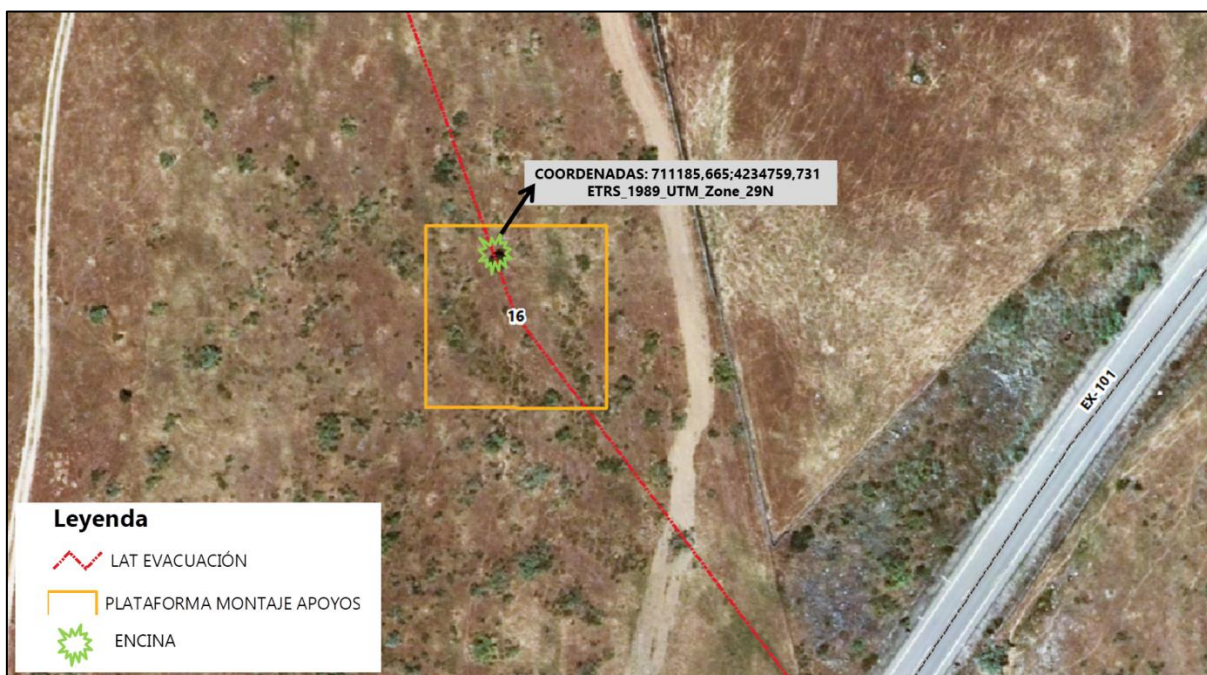 COORDENADAS: 711185,665;4234759,731
ETRS_1989_UTM_Zone_29N
16
EX-101
Leyenda
LAT EVACUACIÓN
PLATAFORMA MONTAJE APOYOS
ENCINA